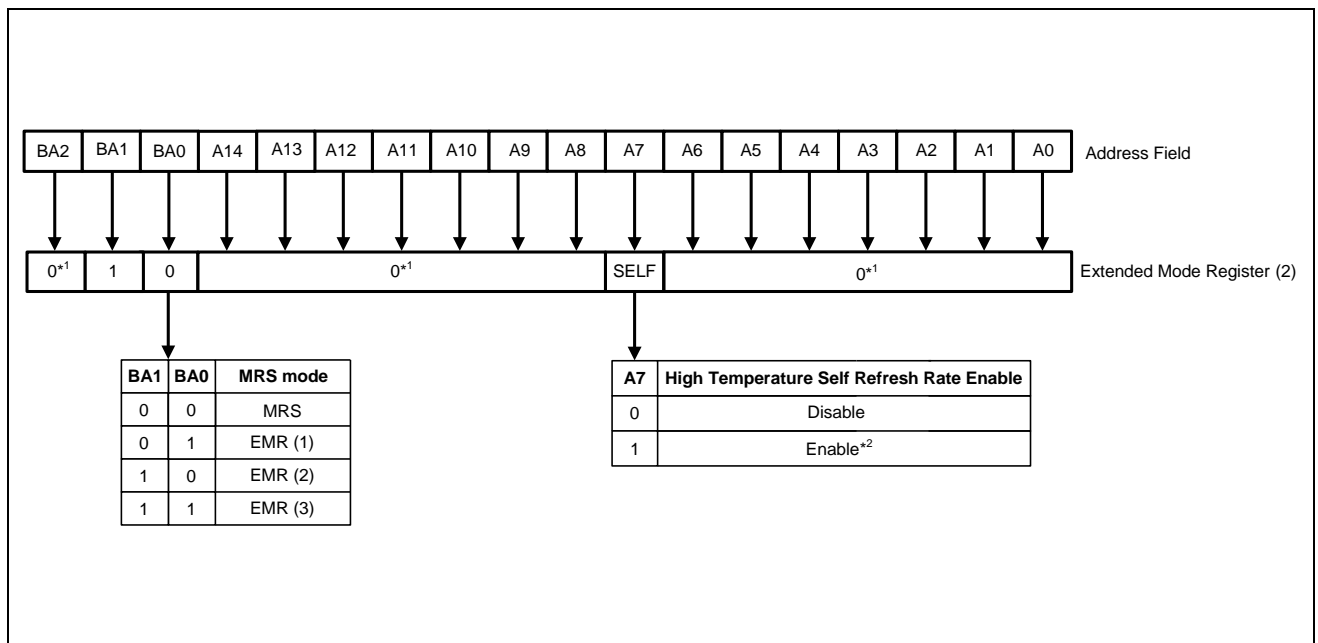 BA2 BA1 BA0 A14 A13 A12 A11 A10 A9 A8 A7 A6 A5 A4 A3 A2 A1 A0 Address Field
0*1 1 0 0*1 SELF 0*1 Extended Mode Register (2)
BA1 BA0 MRS mode
0 0 MRS
0 1 EMR (1)
1 0 EMR (2)
1 1 EMR (3)
A7 High Temperature Self Refresh Rate Enable
0 Disable
1 Enable*2